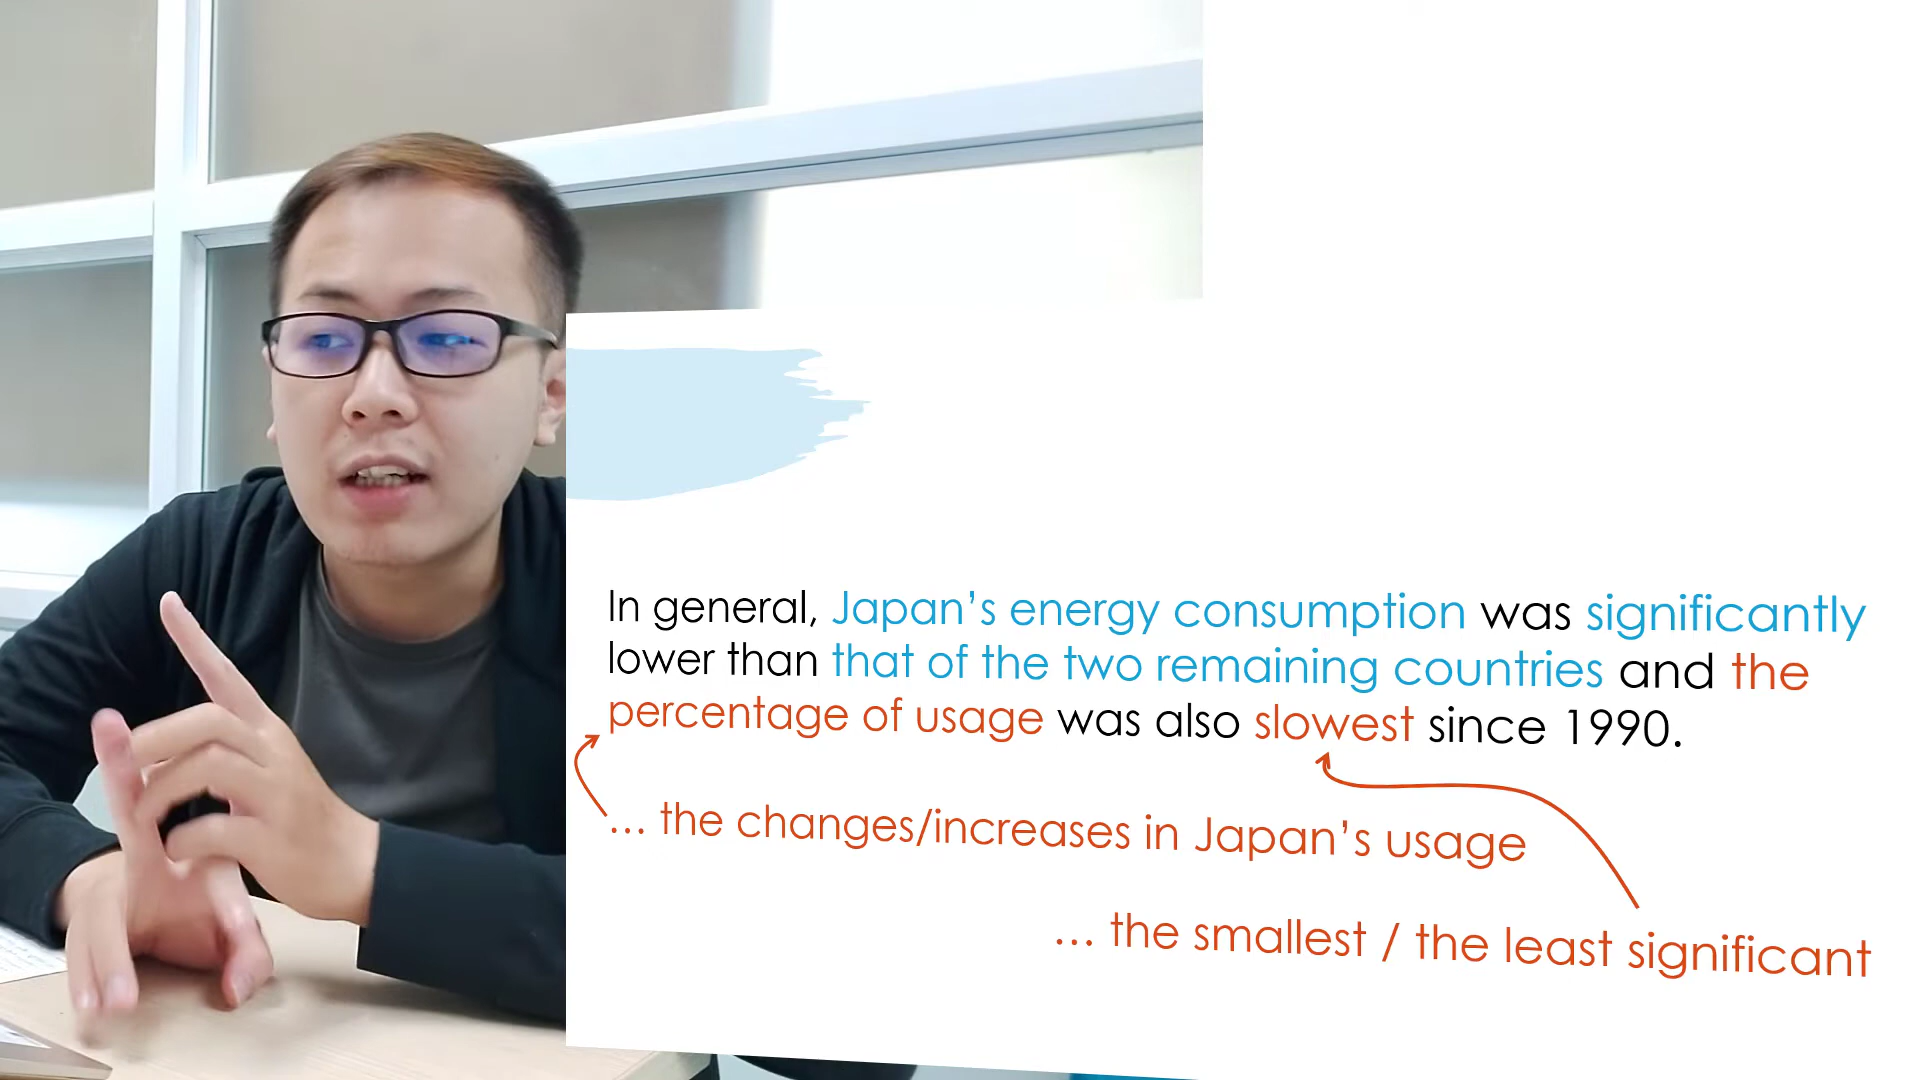 In general, Japan's energy consumption was significantly
lower than that of the two remaining countries and the
percentage of usage was also slowest since 1990.
... the changes/increases in Japan's usage
... the smallest / the least significant